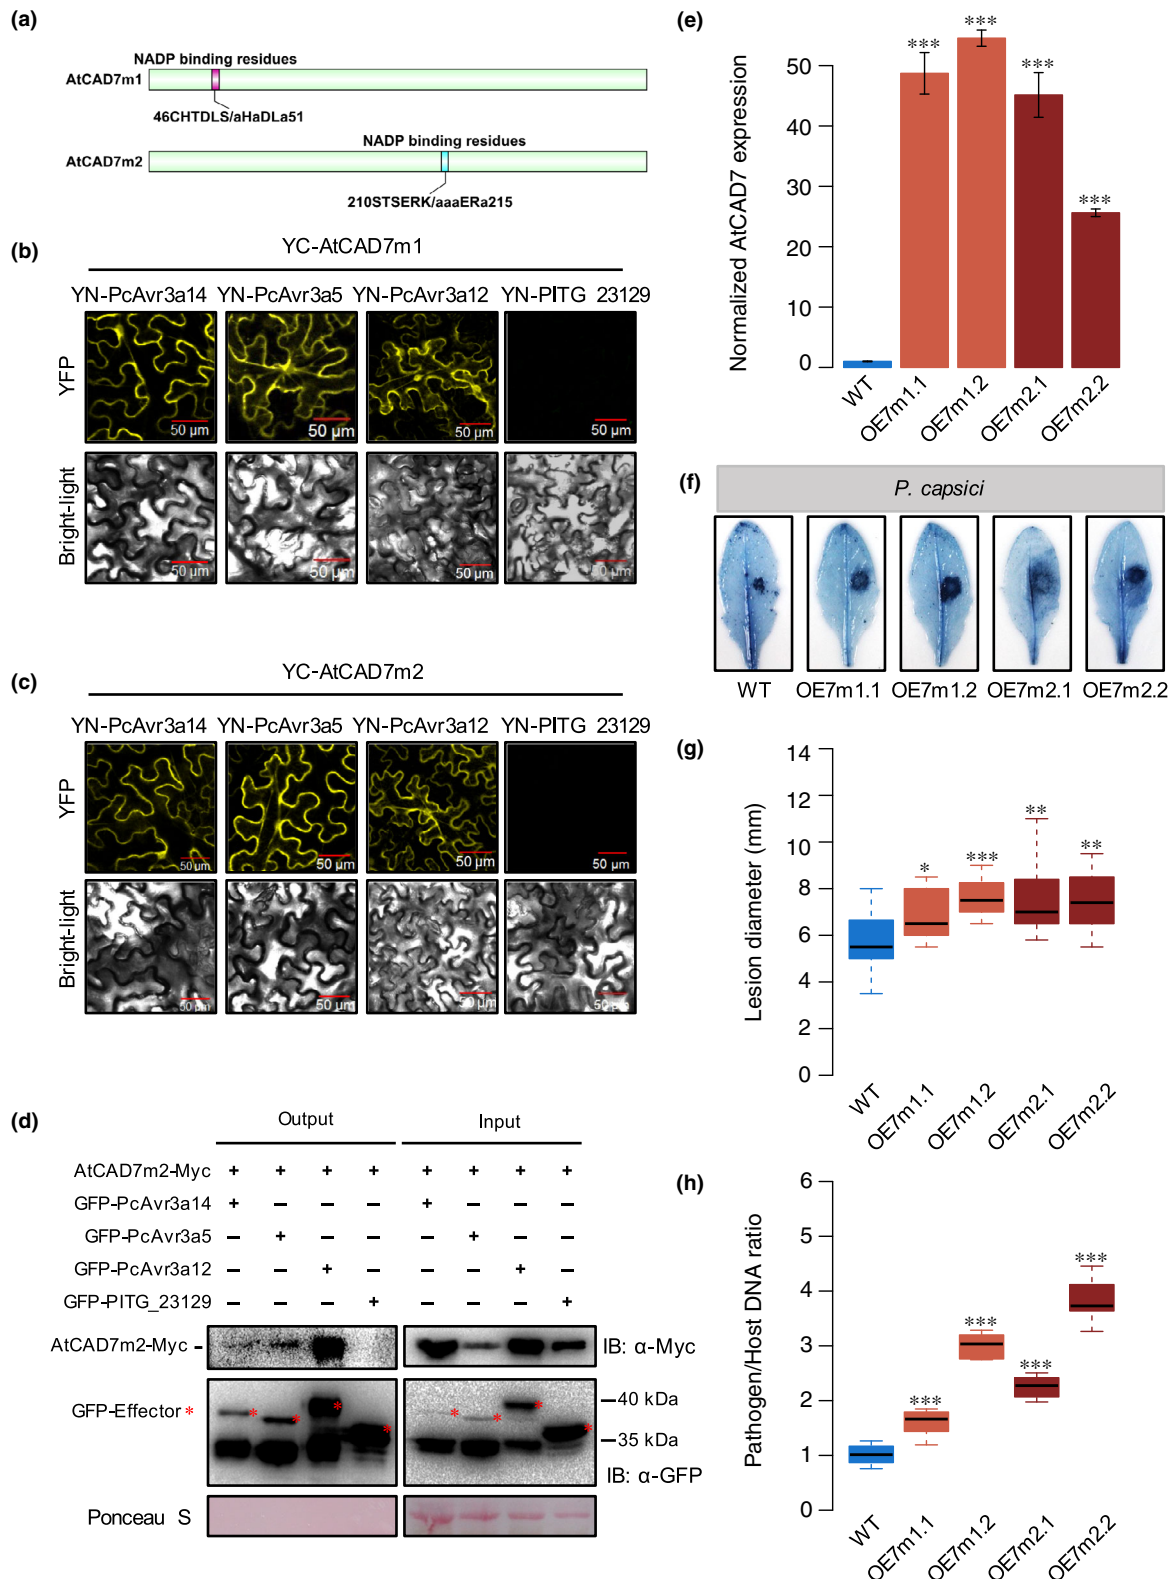 (a)
NADP binding residues
AtCAD7m1
46CHTDLS/aHaDLa51
NADP binding residues
AtCAD7m2
210STSERK/aaaERa215
(b)
YC-AtCAD7m1
YN-PcAvr3a14 YN-PcAvr3a5 YN-PcAvr3a12 YN-PITG 23129
YFP
50 µm 50 µm 50 µm 50 µm
Bright-light
50 µm 50 µm 50 µm 50 µm
(c)
YC-AtCAD7m2
YN-PcAvr3a14 YN-PcAvr3a5 YN-PcAvr3a12 YN-PITG 23129
YFP
50 µm 50 µm 50 µm 50 µm
Bright-light
50 µm 50 µm 50 µm 50 µm
(d)
Output Input
AtCAD7m2-Myc + + + + + + + +
GFP-PcAvr3a14 + – – – + – – –
GFP-PcAvr3a5 – + – – – + – –
GFP-PcAvr3a12 – – + – – – + –
GFP-PITG_23129 – – – + – – – +
AtCAD7m2-Myc - IB: α-Myc
GFP-Effector * * * * * * * * *
40 kDa
35 kDa
IB: α-GFP
Ponceau S
(e)
Normalized AtCAD7 expression
50
40
30
20
10
0
*** *** *** ***
WT OE7m1.1 OE7m1.2 OE7m2.1 OE7m2.2
(f)
P. capsici
WT OE7m1.1 OE7m1.2 OE7m2.1 OE7m2.2
(g)
Lesion diameter (mm)
14
12
10
8
6
4
2
0
* *** ** **
WT OE7m1.1 OE7m1.2 OE7m2.1 OE7m2.2
(h)
Pathogen/Host DNA ratio
6
5
4
3
2
1
0
*** *** *** ***
WT OE7m1.1 OE7m1.2 OE7m2.1 OE7m2.2